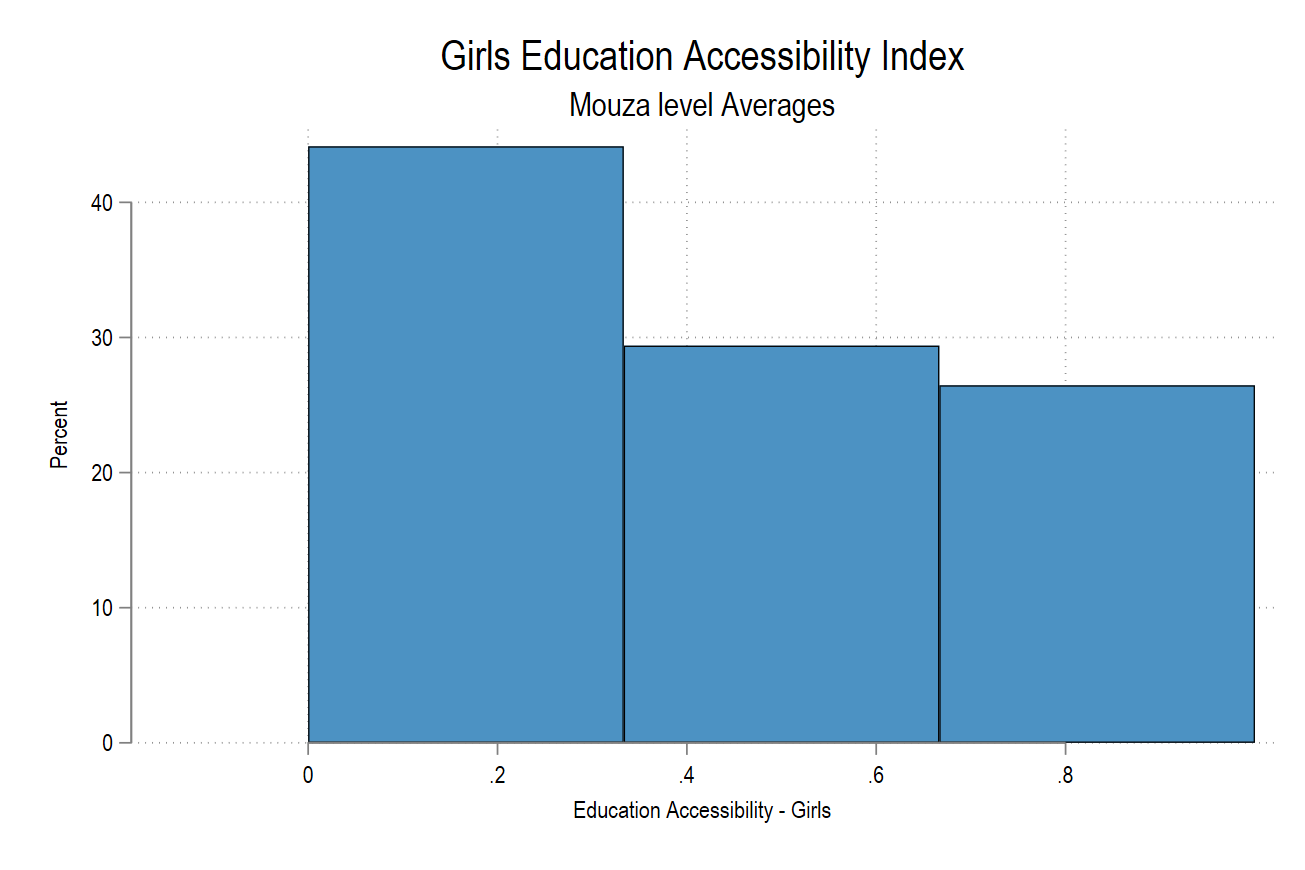 Girls Education Accessibility Index
Mouza level Averages
40
30
20
10
0
Percent
0 .2 .4 .6 .8
Education Accessibility - Girls